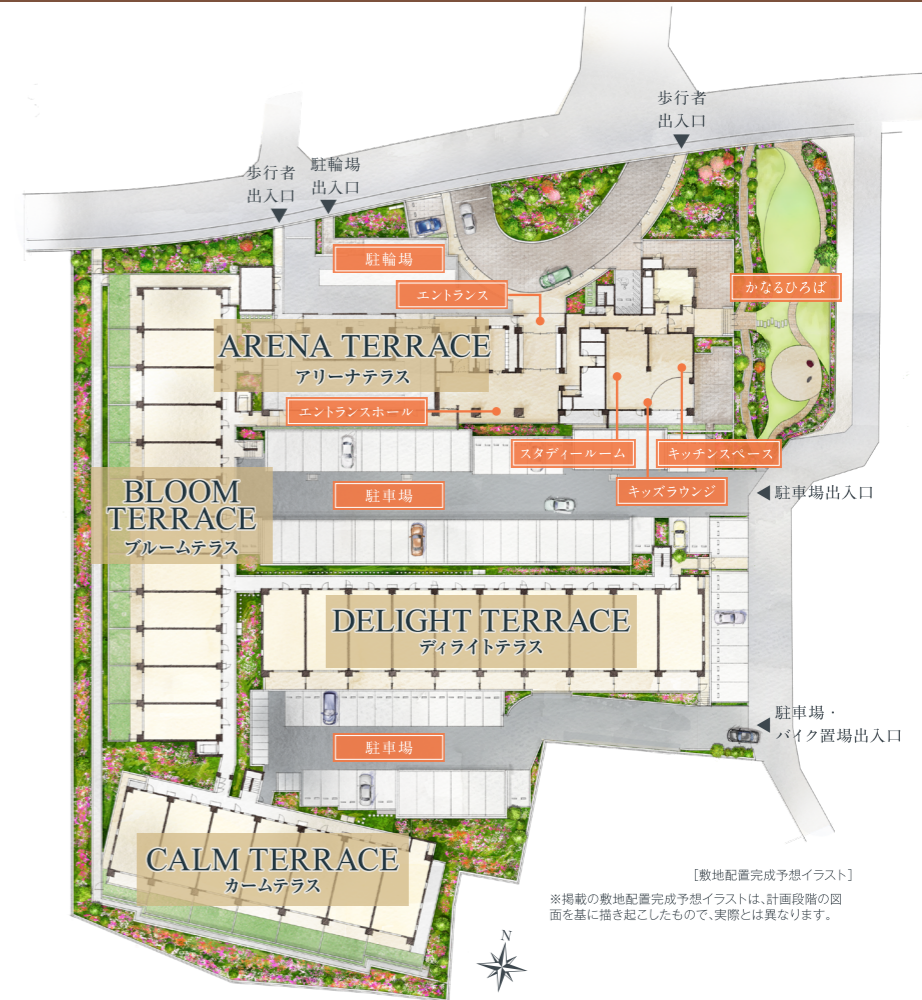 歩行者
出入口
歩行者
出入口
駐輪場
出入口
駐輪場
エントランス
かなるひろば
ARENA TERRACE
アリーナテラス
エントランスホール
スタディールーム
キッチンスペース
キッズラウンジ
駐車場
駐車場出入口
BLOOM
TERRACE
ブルームテラス
DELIGHT TERRACE
ディライトテラス
駐車場・
バイク置場出入口
駐車場
CALM TERRACE
カームテラス
[敷地配置完成予想イラスト]
※掲載の敷地配置完成予想イラストは、計画段階の図
面を基に描き起こしたもので、実際とは異なります。
N